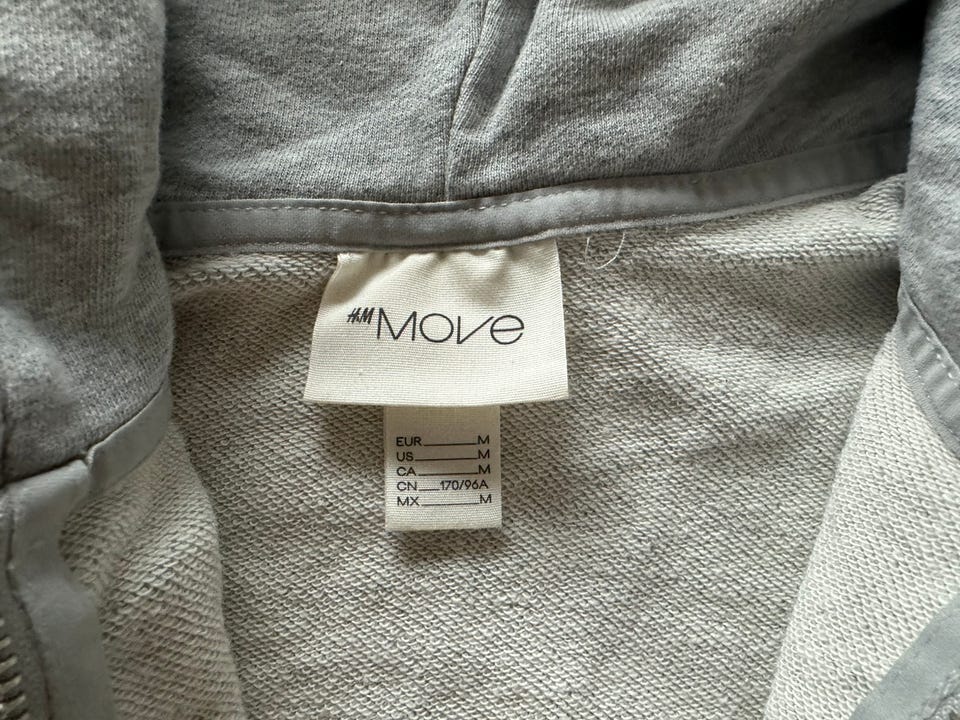 H&M MOVE
EUR M
US M
CA M
CN 170/96A
MX M